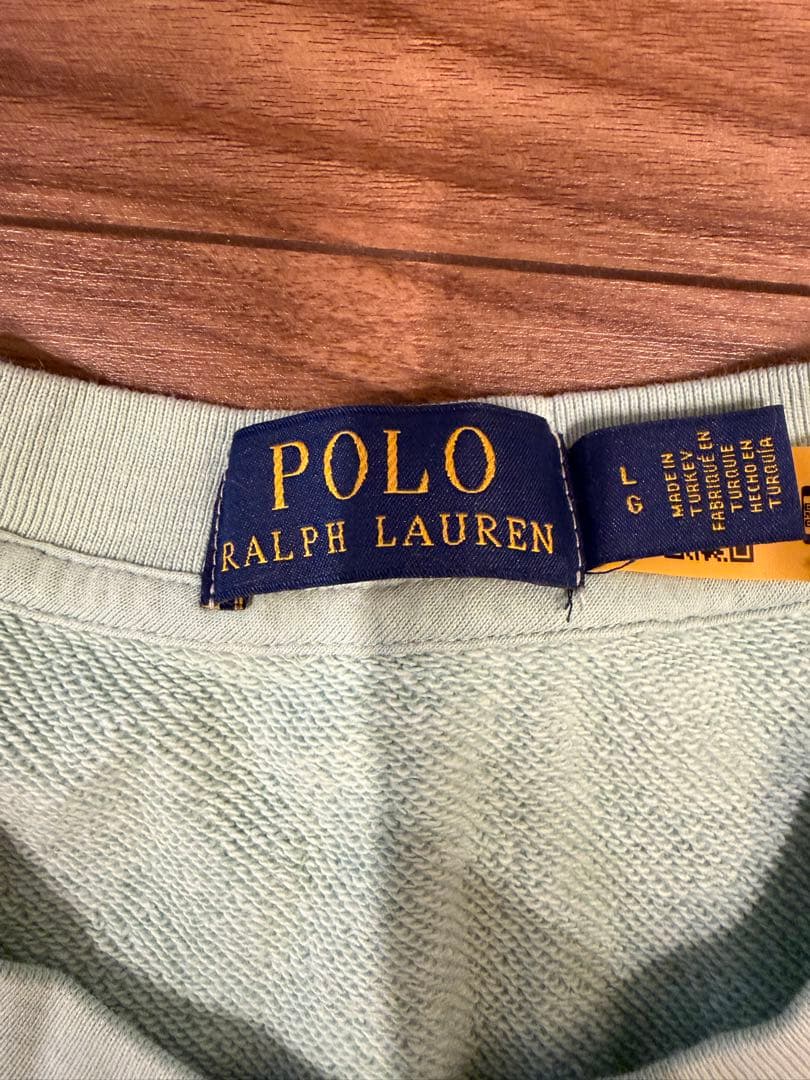 POLO
RALPH LAUREN
L
G
MADE IN
TURKEY
FABRIQUÉ EN
TURQUIE
HECHO EN
TURQUÍA